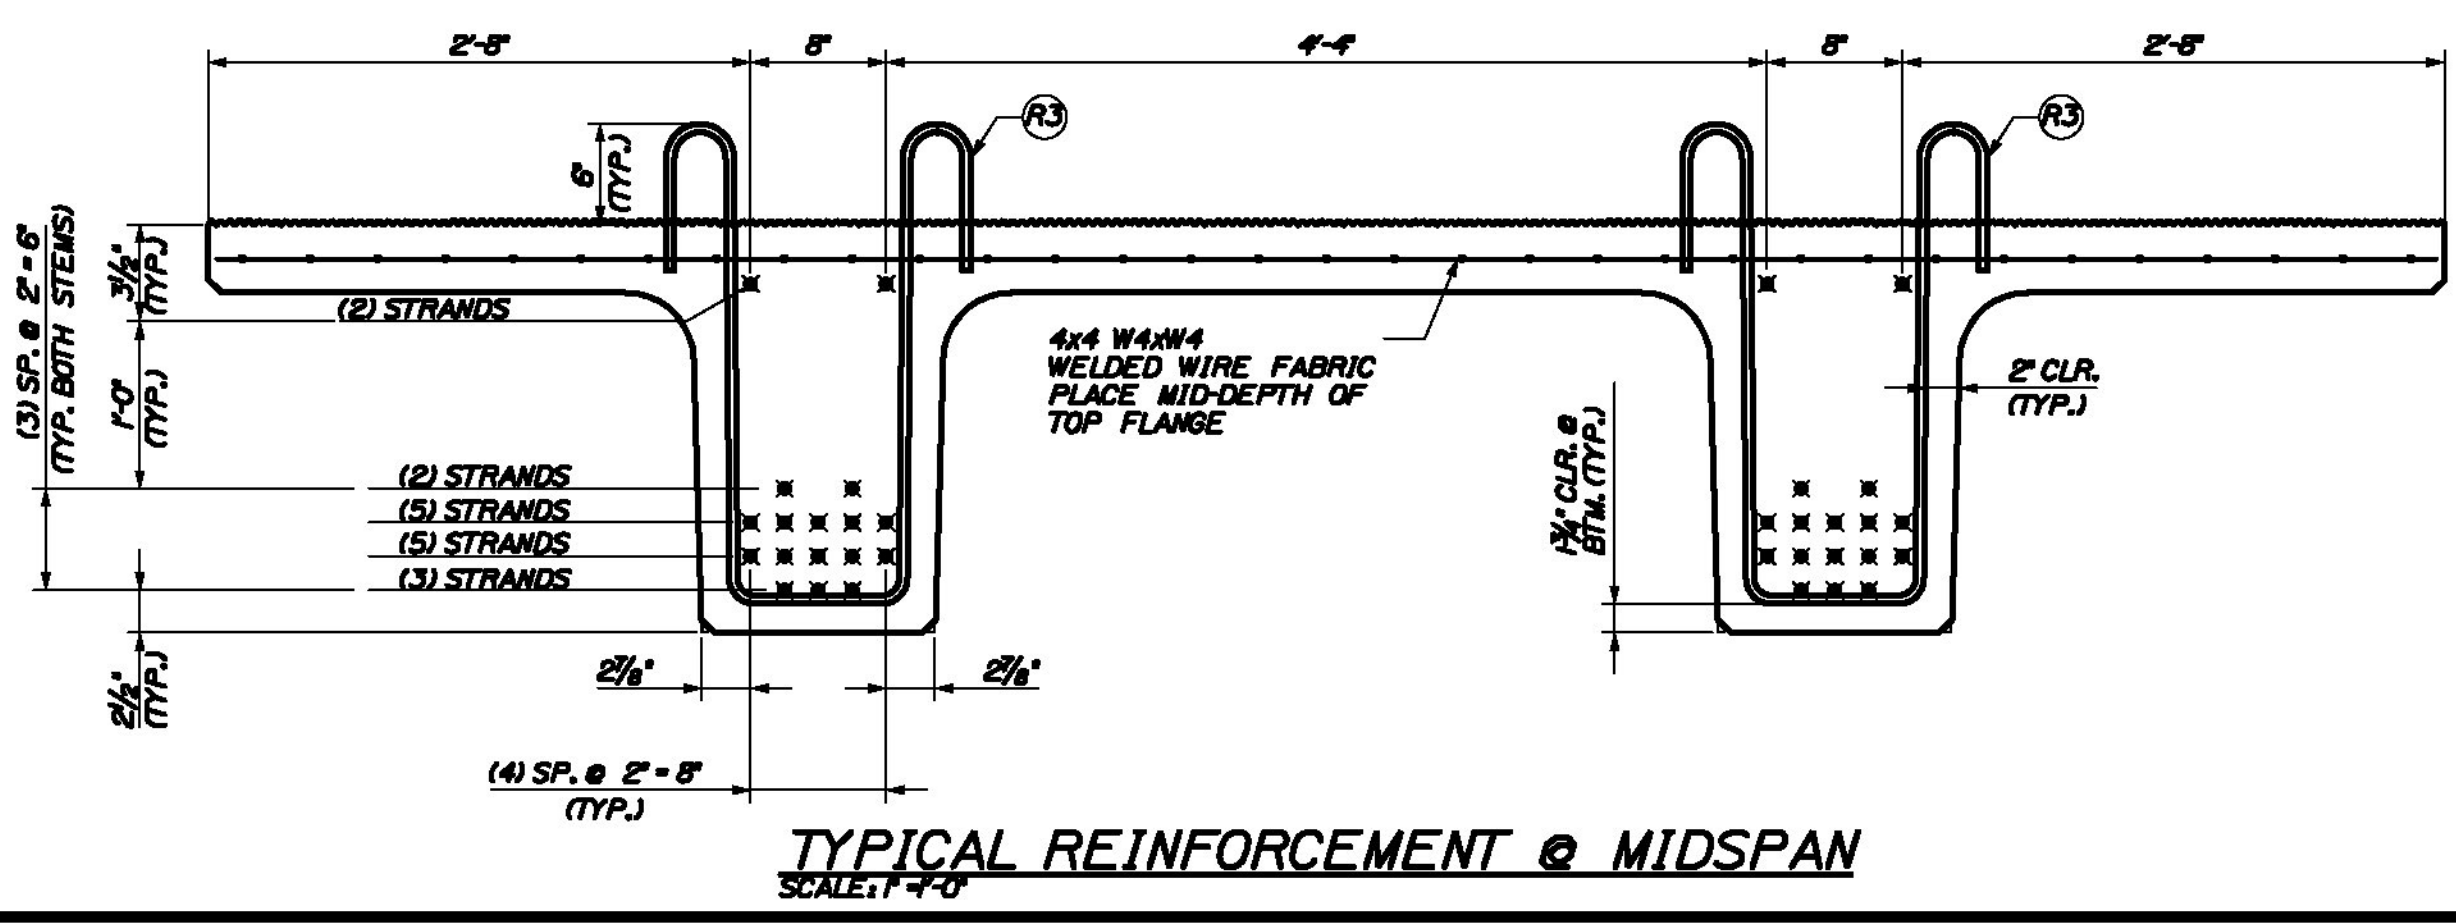 2'-8" 8" 4'-4" 8" 2'-8"
R3
R3
6"
(TYP.)
(3) SP. @ 2" = 6"
(TYP. BOTH STEMS)
3½"
(TYP.)
(2) STRANDS
1'-0"
(TYP.)
4x4 W4xW4
WELDED WIRE FABRIC
PLACE MID-DEPTH OF
TOP FLANGE
2" CLR.
(TYP.)
1¾" CLR. @
BTM. (TYP.)
(2) STRANDS
(5) STRANDS
(5) STRANDS
(3) STRANDS
2½"
(TYP.)
2⅞" 2⅞"
(4) SP. @ 2" = 8"
(TYP.)
TYPICAL REINFORCEMENT @ MIDSPAN
SCALE: 1" = 1'-0"